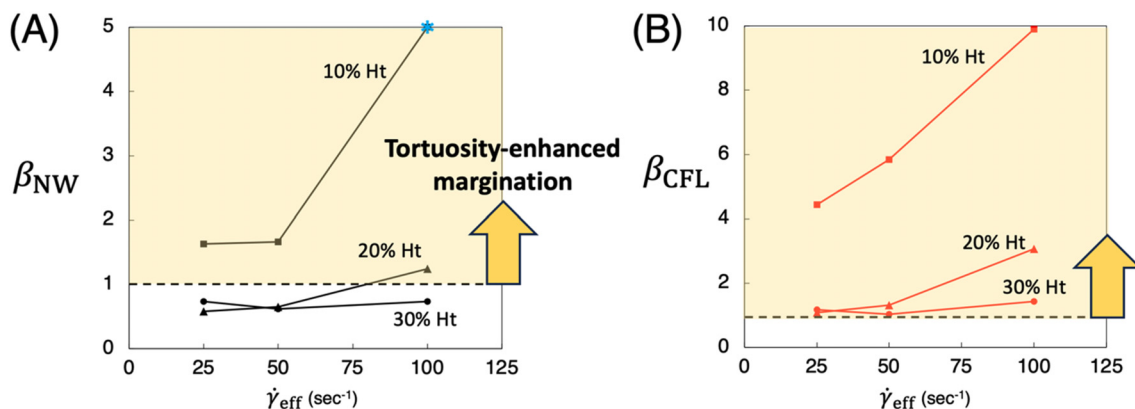 (A)
5
4
3
2
1
0
β_NW
10% Ht
Tortuosity-enhanced
margination
20% Ht
30% Ht
0 25 50 75 100 125
γ̇_eff (sec⁻¹)
(B)
10
8
6
4
2
0
β_CFL
10% Ht
20% Ht
30% Ht
0 25 50 75 100 125
γ̇_eff (sec⁻¹)